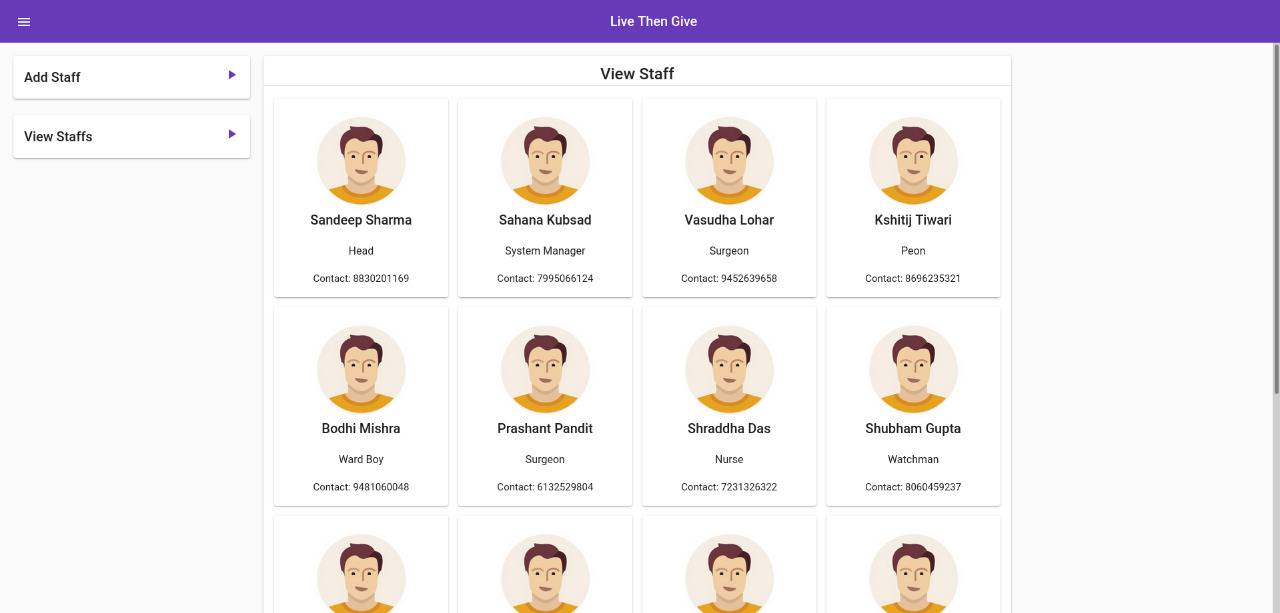 Live Then Give
Add Staff
View Staffs
View Staff
Sandeep Sharma
Head
Contact: 8830201169
Sahana Kubsad
System Manager
Contact: 7995066124
Vasudha Lohar
Surgeon
Contact: 9452639658
Kshitij Tiwari
Peon
Contact: 8696235321
Bodhi Mishra
Ward Boy
Contact: 9481060048
Prashant Pandit
Surgeon
Contact: 6132529804
Shraddha Das
Nurse
Contact: 7231326322
Shubham Gupta
Watchman
Contact: 8060459237